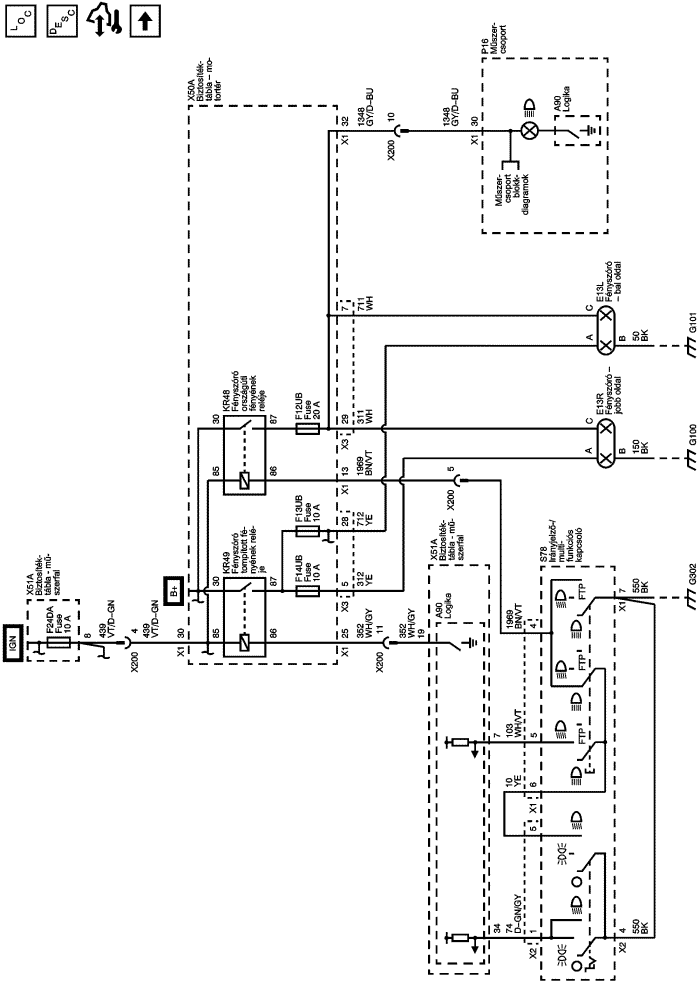 LOC
DESC
X50A
Biztosíték-
tábla – mo-
tortér
P16
Műszer-
csoport
32
X1
1348
GY/D–BU
10
X200
1348
GY/D–BU
30
X1
A90
Logika
Műszer-
csoport
blokk-
diagramok
7
711
WH
C
A
E13L
Fényszóró
– bal oldal
B
50
BK
G101
KR48
Fényszóró
országúti
fényének
reléje
30
87
85
86
F12UB
Fuse
20 A
29
311
WH
X3
13
1969
BN/VT
X1
5
X200
C
A
E13R
Fényszóró –
jobb oldal
B
150
BK
G100
X51A
Biztosíték-
tábla - mű-
szerfal
IGN
F24DA
Fuse
10 A
8
439
VT/D–GN
4
X200
439
VT/D–GN
30
X1
B+
KR49
Fényszóró
tompított fé-
nyének relé-
je
30
87
85
86
F13UB
Fuse
10 A
F14UB
Fuse
10 A
28
712
YE
5
312
YE
X3
25
X1
352
WH/GY
11
X200
352
WH/GY
19
X51A
Biztosíték-
tábla - mű-
szerfal
A90
Logika
S78
Irányjelző-/
multi-
funkciós
kapcsoló
1969
BN/VT
4
7
103
WH/VT
5
10
YE
6
X1
5
34
74
D–GN/GY
1
X2
FTP
FTP
FTP
7
X1
550
BK
G302
4
X2
550
BK